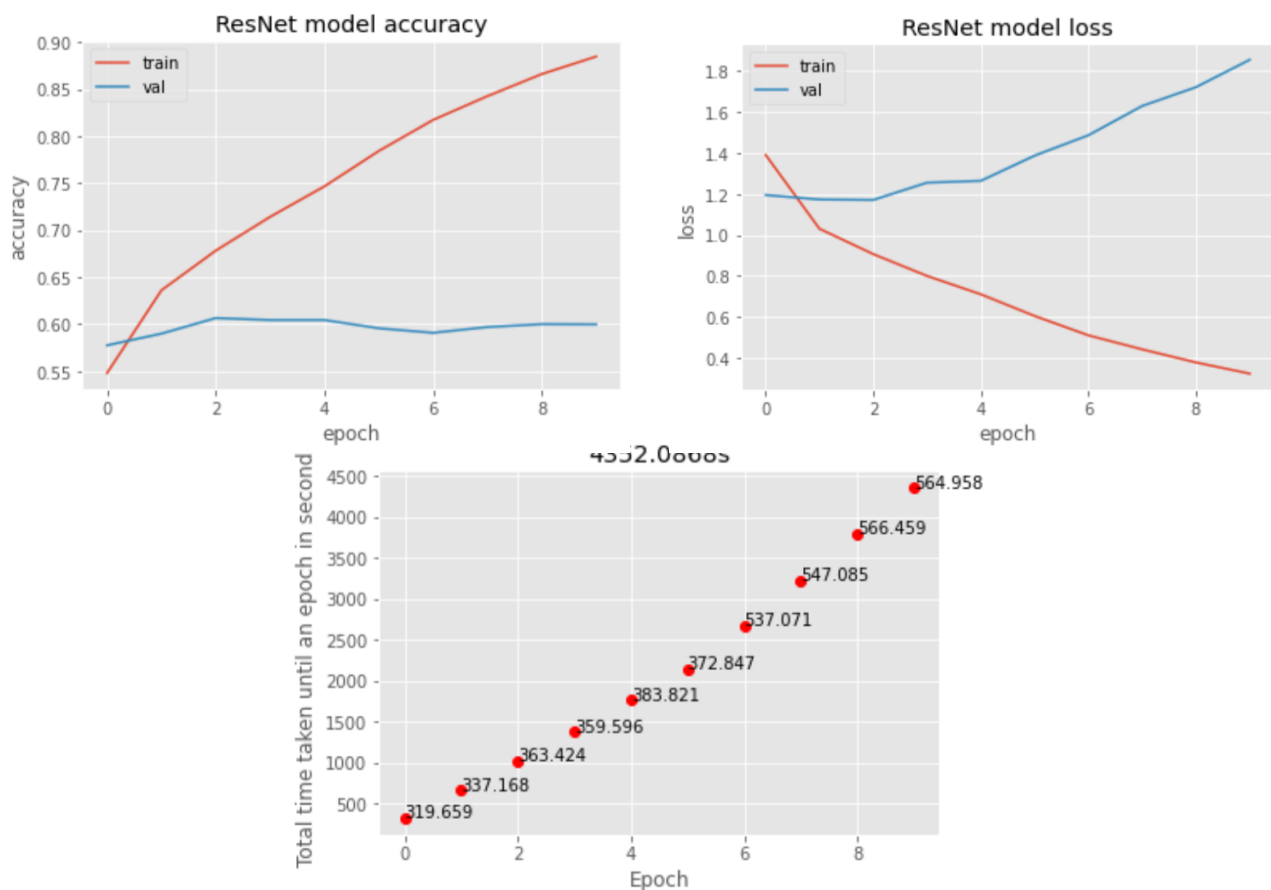 ResNet model accuracy
train
val
0.90
0.85
0.80
0.75
0.70
0.65
0.60
0.55
accuracy
0 2 4 6 8
epoch
ResNet model loss
train
val
1.8
1.6
1.4
1.2
1.0
0.8
0.6
0.4
loss
0 2 4 6 8
epoch
4352.0868s
Total time taken until an epoch in second
4500
4000
3500
3000
2500
2000
1500
1000
500
564.958
566.459
547.085
537.071
372.847
383.821
359.596
363.424
337.168
319.659
0 2 4 6 8
Epoch